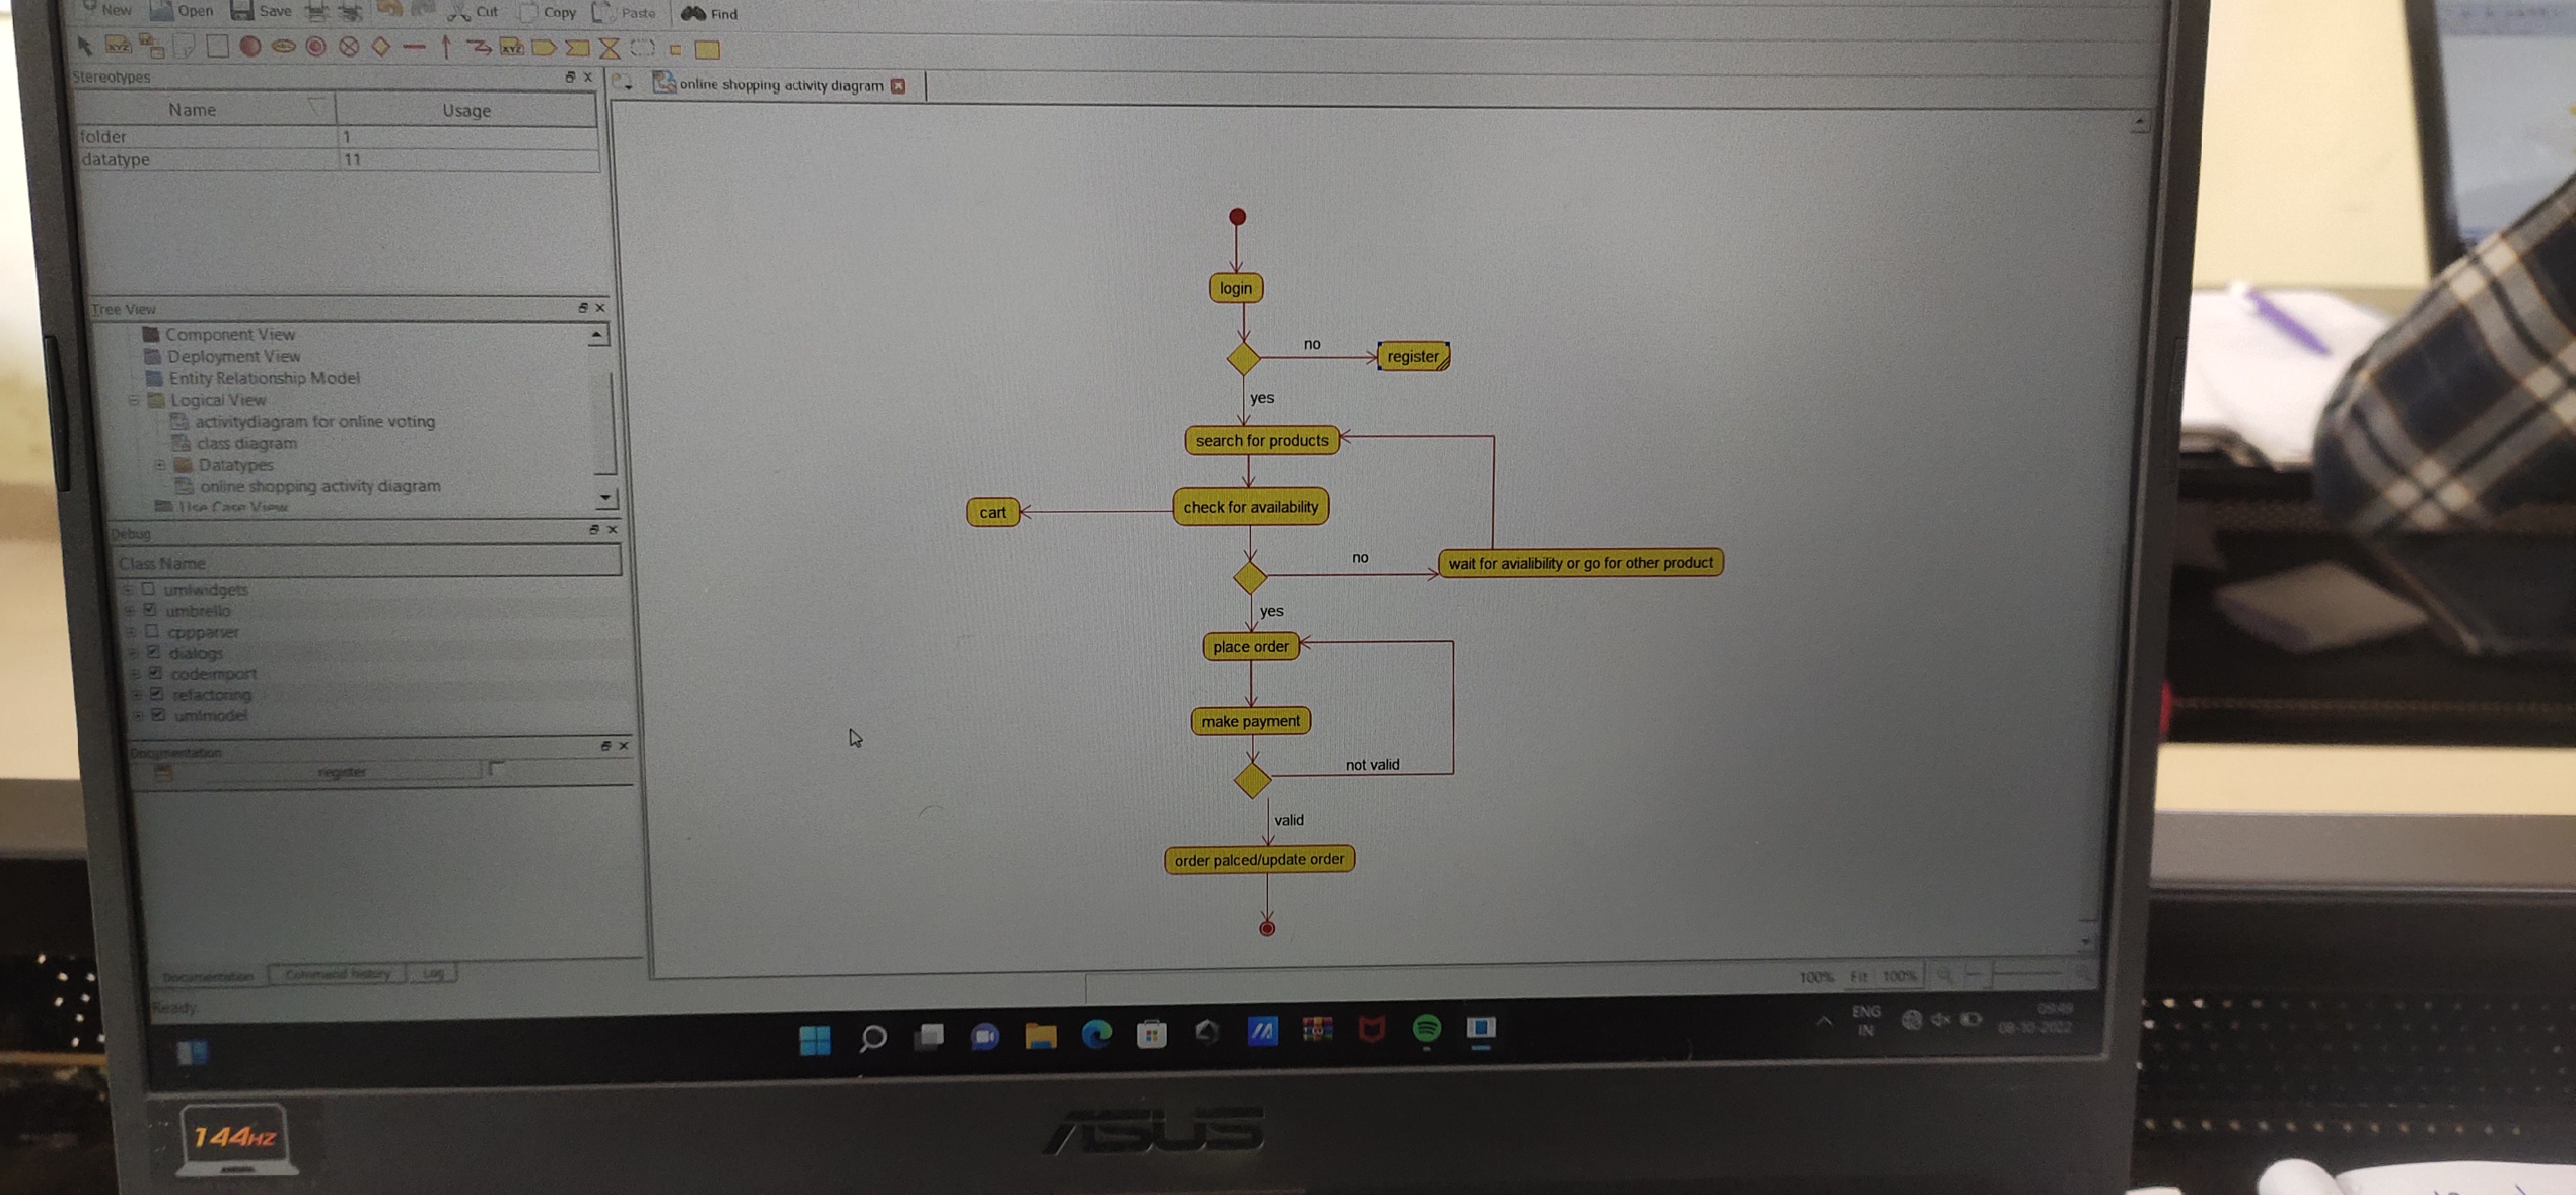 New Open Save Cut Copy Paste Find
Stereotypes
Name Usage
folder 1
datatype 11
Tree View
Component View
Deployment View
Entity Relationship Model
Logical View
activitydiagram for online voting
class diagram
Datatypes
online shopping activity diagram
Use Case View
Debug
Class Name
umlwidgets
umbrello
cppparser
dialogs
codeimport
refactoring
umlmodel
Documentation
register
Documentation Command history Log
Ready
online shopping activity diagram
login
no
register
yes
search for products
cart
check for availability
no
wait for avialibility or go for other product
yes
place order
make payment
not valid
valid
order palced/update order
100% Fit 100%
ENG
IN
09:49
08-10-2022
144HZ
ASUS